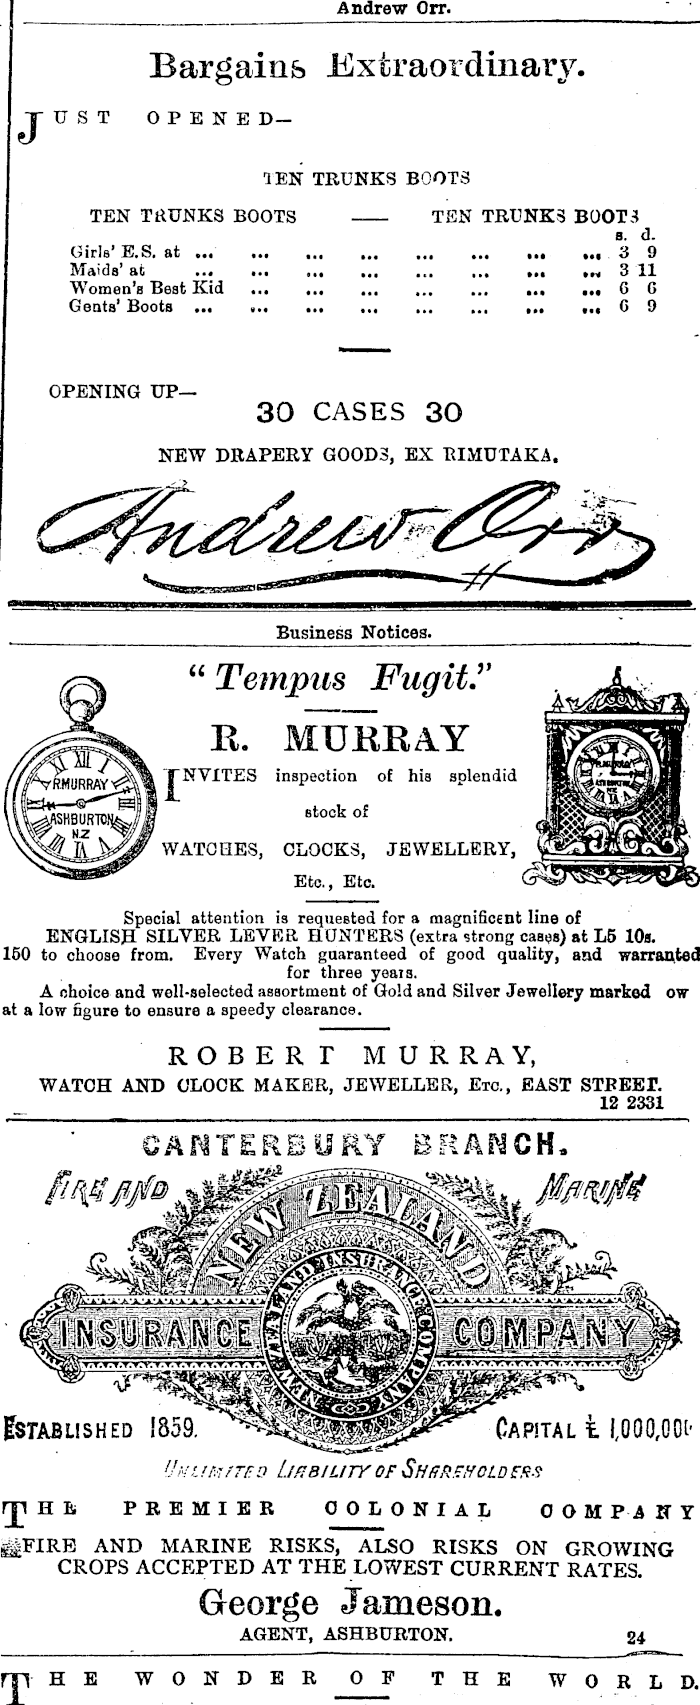 Andrew Orr.
Bargains Extraordinary.
JUST OPENED—
TEN TRUNKS BOOTS
TEN TRUNKS BOOTS —— TEN TRUNKS BOOTS
s. d.
Girls' E.S. at ... ... ... ... ... ... ... ... 3 9
Maids' at ... ... ... ... ... ... ... ... 3 11
Women's Best Kid ... ... ... ... ... ... ... 6 6
Gents' Boots ... ... ... ... ... ... ... ... 6 9
OPENING UP—
30 CASES 30
NEW DRAPERY GOODS, EX RIMUTAKA.
Andrew Orr
Business Notices.
"Tempus Fugit."
R. MURRAY
INVITES inspection of his splendid
stock of
WATCHES, CLOCKS, JEWELLERY,
Etc., Etc.
R.MURRAY
ASHBURTON
NZ
Special attention is requested for a magnificent line of
ENGLISH SILVER LEVER HUNTERS (extra strong cases) at L5 10s.
150 to choose from. Every Watch guaranteed of good quality, and warranted
for three years.
A choice and well-selected assortment of Gold and Silver Jewellery marked ow
at a low figure to ensure a speedy clearance.
ROBERT MURRAY,
WATCH AND CLOCK MAKER, JEWELLER, ETC., EAST STREET.
12 2331
CANTERBURY BRANCH.
FIRE AND MARINE
NEW ZEALAND
INSURANCE COMPANY
NEW ZEALAND INSURANCE COMPANY
ESTABLISHED 1859. CAPITAL £1,000,000
UNLIMITED LIABILITY OF SHAREHOLDERS
THE PREMIER COLONIAL COMPANY
FIRE AND MARINE RISKS, ALSO RISKS ON GROWING
CROPS ACCEPTED AT THE LOWEST CURRENT RATES.
George Jameson.
AGENT, ASHBURTON.
24
THE WONDER OF THE WORLD.